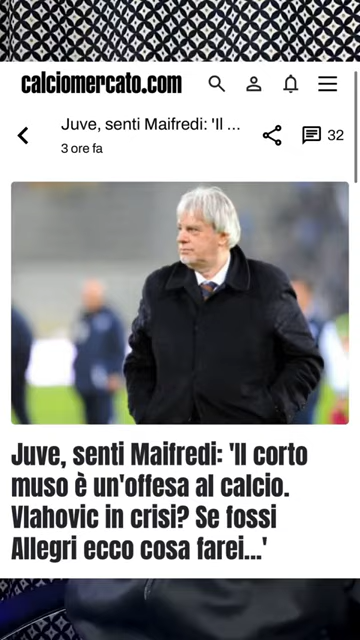 calciomercato.com
Juve, senti Maifredi: 'Il ...
3 ore fa
32
Juve, senti Maifredi: 'Il corto
muso è un'offesa al calcio.
Vlahovic in crisi? Se fossi
Allegri ecco cosa farei...'